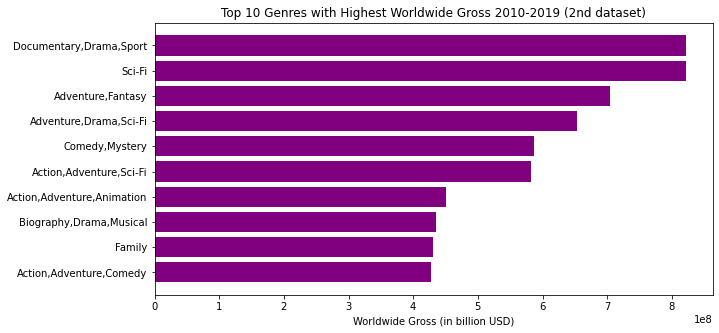 Top 10 Genres with Highest Worldwide Gross 2010-2019 (2nd dataset)
Documentary,Drama,Sport
Sci-Fi
Adventure,Fantasy
Adventure,Drama,Sci-Fi
Comedy,Mystery
Action,Adventure,Sci-Fi
Action,Adventure,Animation
Biography,Drama,Musical
Family
Action,Adventure,Comedy
0 1 2 3 4 5 6 7 8
1e8
Worldwide Gross (in billion USD)